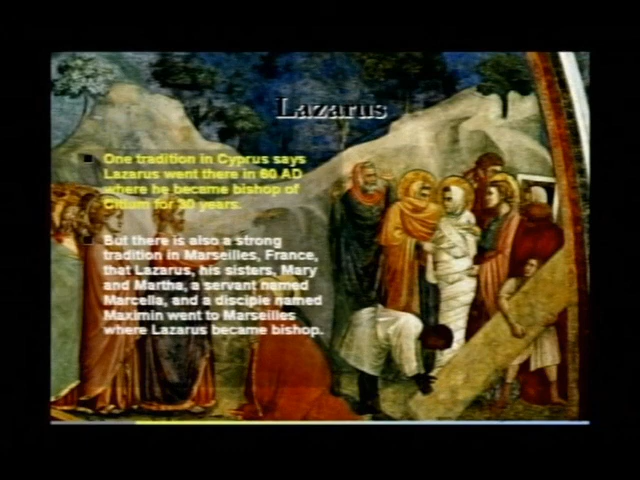 Lazarus
One tradition in Cyprus says
Lazarus went there in 60 AD
where he became bishop of
Citium for 30 years.
But there is also a strong
tradition in Marseilles, France,
that Lazarus, his sisters, Mary
and Martha, a servant named
Marcella, and a disciple named
Maximin went to Marseilles
where Lazarus became bishop.